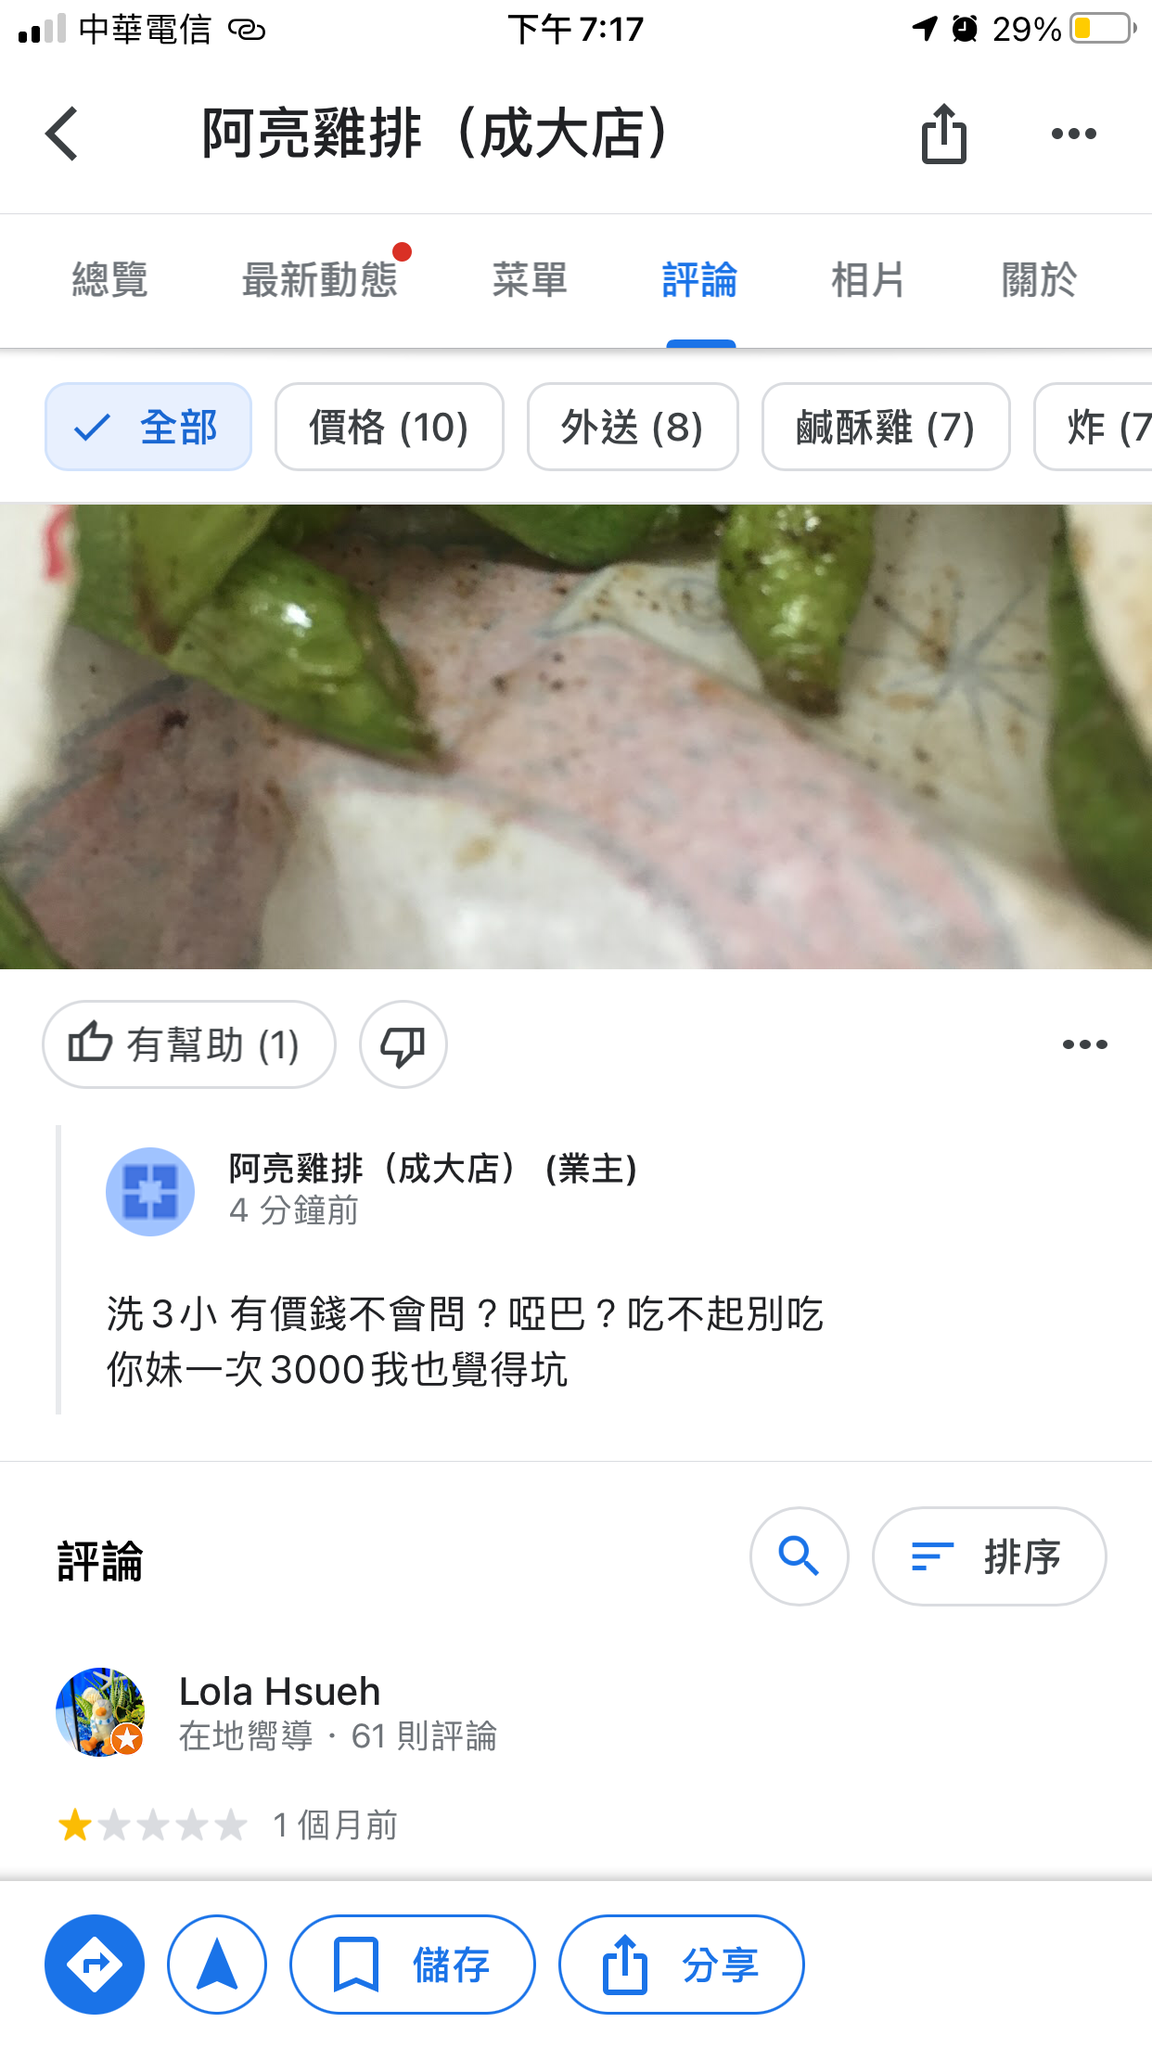 中華電信 下午7:17 29%
阿亮雞排（成大店）
總覽 最新動態 菜單 評論 相片 關於
全部 價格 (10) 外送 (8) 鹹酥雞 (7) 炸 (7
有幫助 (1)
阿亮雞排（成大店） (業主)
4 分鐘前
洗3小 有價錢不會問？啞巴？吃不起別吃
你妹一次3000我也覺得坑
評論 排序
Lola Hsueh
在地嚮導 · 61 則評論
1 個月前
儲存 分享